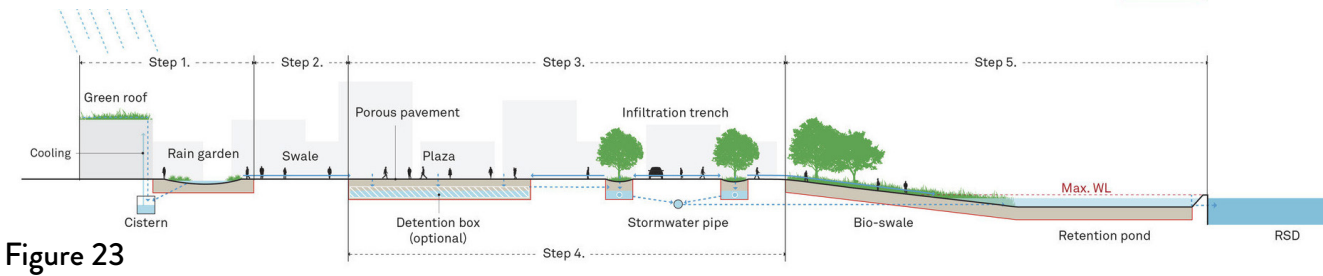 Step 1.
Step 2.
Step 3.
Step 5.
Green roof
Porous pavement
Infiltration trench
Cooling
Rain garden
Swale
Plaza
Max. WL
Cistern
Detention box
(optional)
Stormwater pipe
Bio-swale
Retention pond
RSD
Step 4.
Figure 23